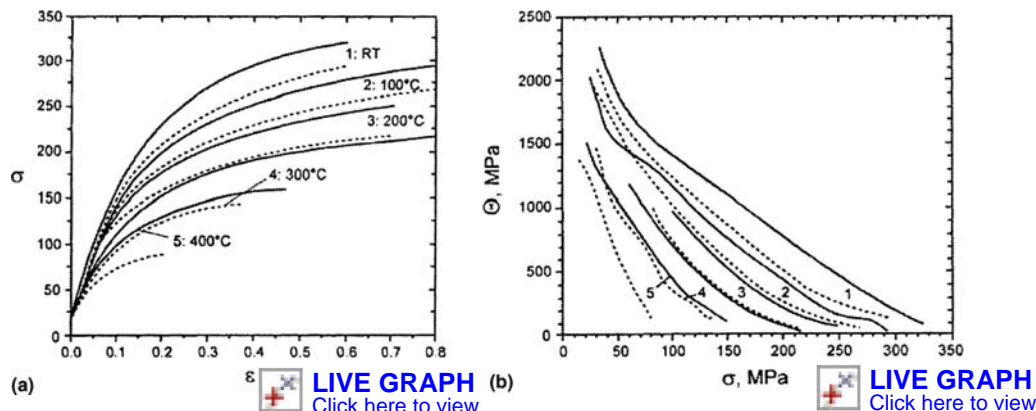 350
300
250
200
150
100
50
0
σ
1: RT
2: 100°C
3: 200°C
4: 300°C
5: 400°C
0.0 0.1 0.2 0.3 0.4 0.5 0.6 0.7 0.8
ε
(a)
LIVE GRAPH
Click here to view
2500
2000
1500
1000
500
0
Θ, MPa
5 4 3 2 1
0 50 100 150 200 250 300 350
σ, MPa
(b)
LIVE GRAPH
Click here to view